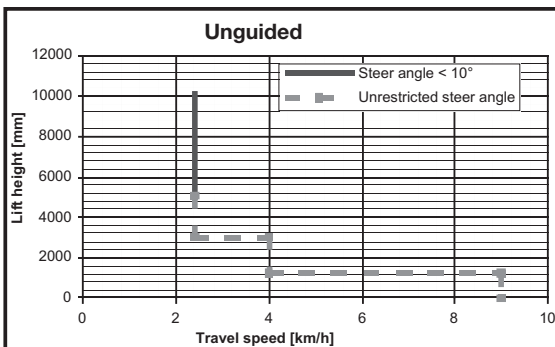 Unguided
12000
10000
8000
6000
4000
2000
0
Lift height [mm]
Steer angle < 10°
Unrestricted steer angle
0 2 4 6 8 10
Travel speed [km/h]